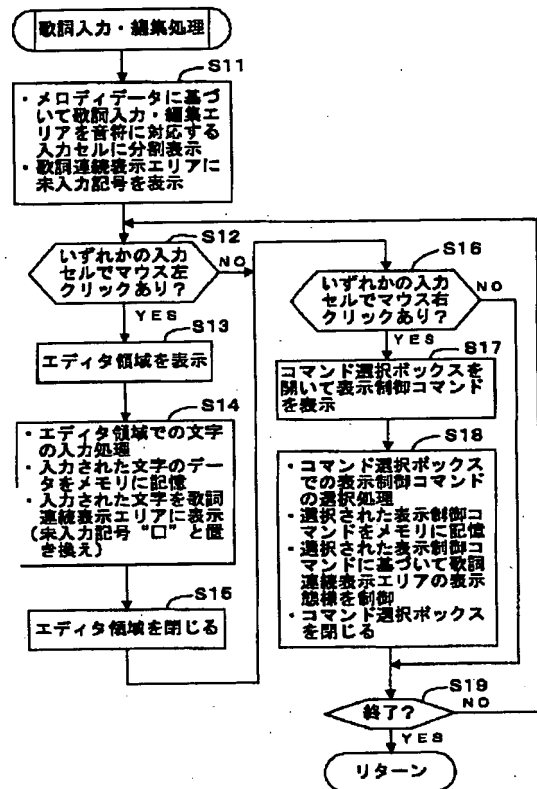 歌詞入力・編集処理
S11
・メロディデータに基づ
いて歌詞入力・編集エ
リアを音符に対応する
入力セルに分割表示
・歌詞連続表示エリアに
未入力記号を表示
S12
いずれかの入力
セルでマウス左
クリックあり?
NO
YES
S13
エディタ領域を表示
S14
・エディタ領域での文字
の入力処理
・入力された文字のデー
タをメモリに記憶
・入力された文字を歌詞
連続表示エリアに表示
(未入力記号“□”と置
き換え)
S15
エディタ領域を閉じる
S16
いずれかの入力
セルでマウス右
クリックあり?
NO
YES
S17
コマンド選択ボックスを
開いて表示制御コマンド
を表示
S18
・コマンド選択ボックス
での表示制御コマンド
の選択処理
・選択された表示制御コ
マンドをメモリに記憶
・選択された表示制御コ
マンドに基づいて歌詞
連続表示エリアの表示
態様を制御
・コマンド選択ボックス
を閉じる
S19
終了?
NO
YES
リターン